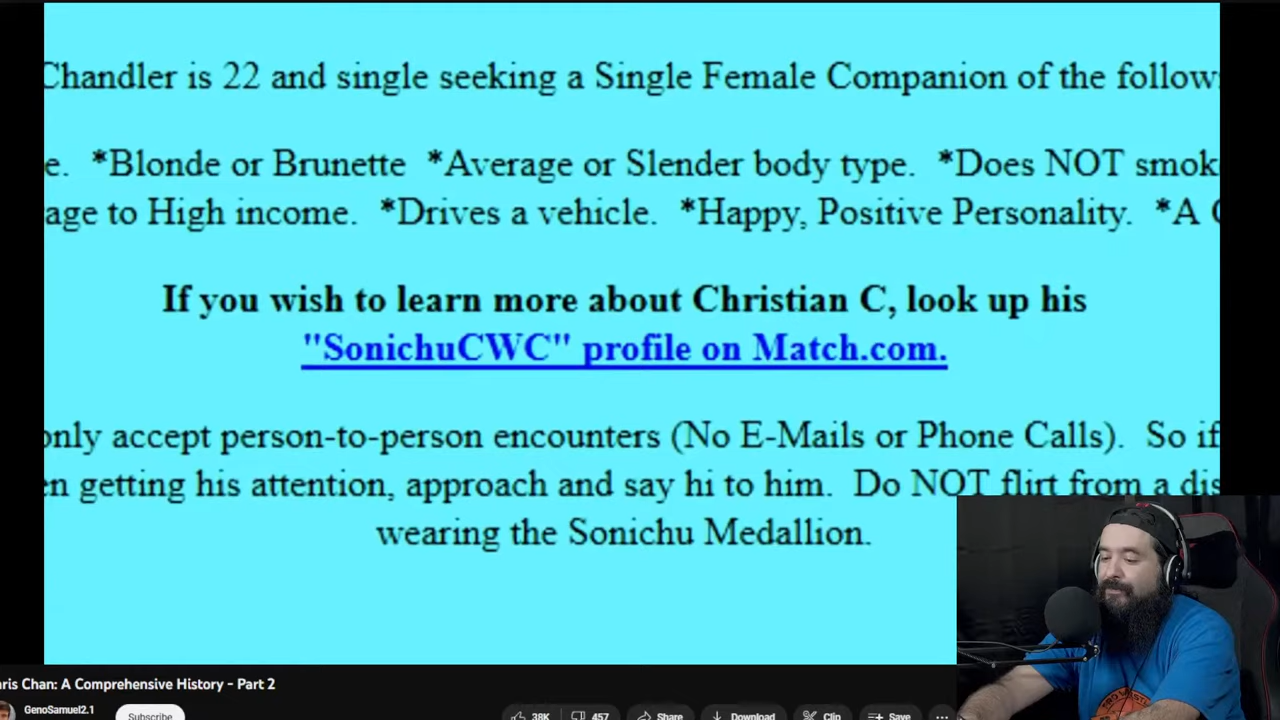 Chandler is 22 and single seeking a Single Female Companion of the follow
e. *Blonde or Brunette *Average or Slender body type. *Does NOT smok
age to High income. *Drives a vehicle. *Happy, Positive Personality. *A
If you wish to learn more about Christian C, look up his
"SonichuCWC" profile on Match.com.
only accept person-to-person encounters (No E-Mails or Phone Calls). So if
en getting his attention, approach and say hi to him. Do NOT flirt from a dis
wearing the Sonichu Medallion.
ris Chan: A Comprehensive History - Part 2
GenoSamuel2.1
Subscribe
38K
457
Share
Download
Clip
Save